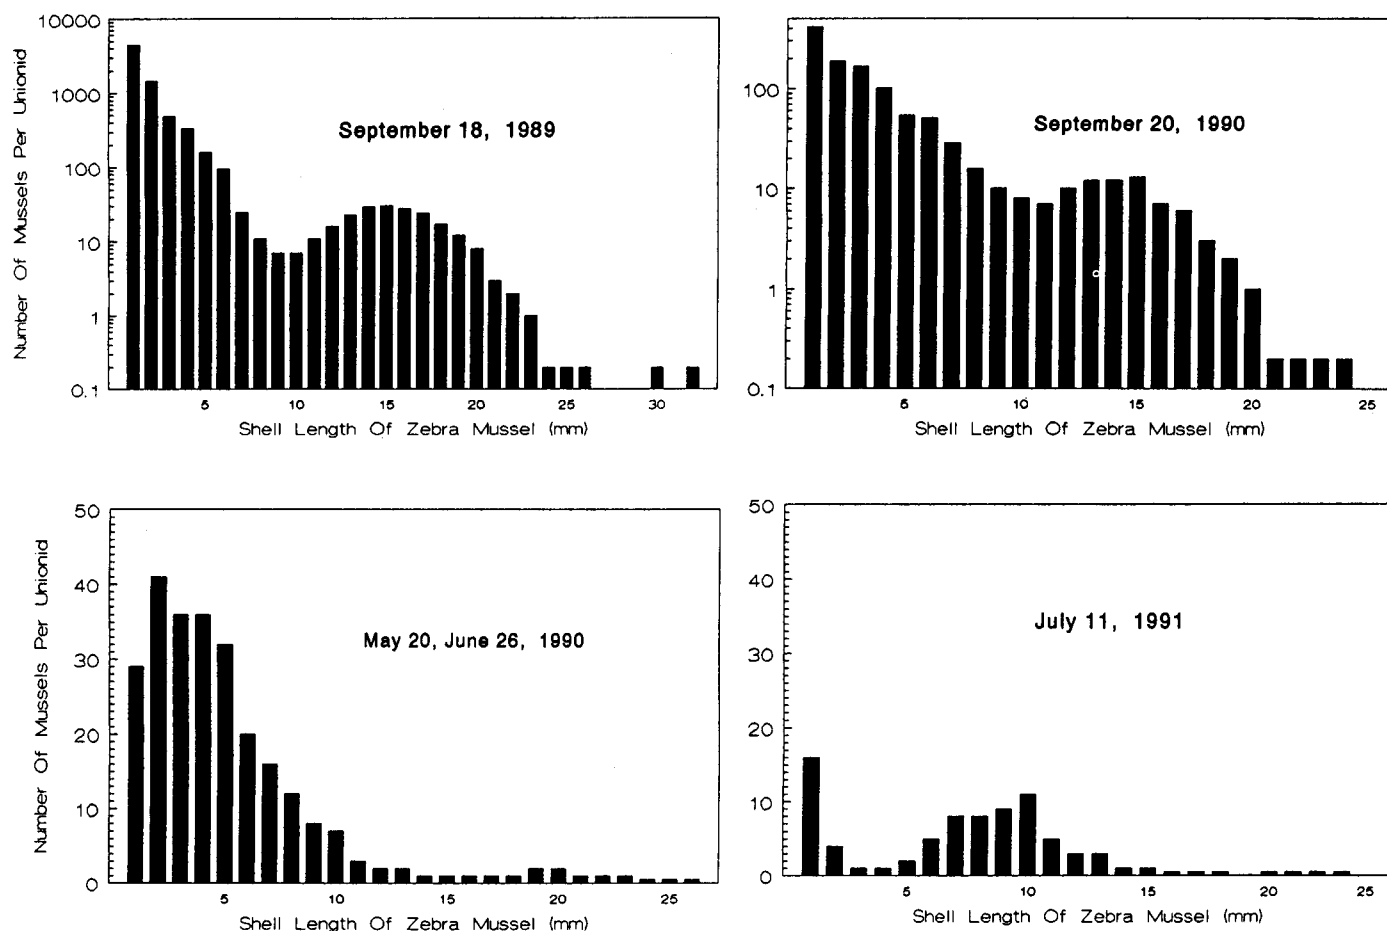 Number Of Mussels Per Unionid
10000
1000
100
10
1
0.1
September 18, 1989
5 10 15 20 25 30
Shell Length Of Zebra Mussel (mm)
100
10
1
0.1
September 20, 1990
5 10 15 20 25
Shell Length Of Zebra Mussel (mm)
Number Of Mussels Per Unionid
50
40
30
20
10
0
May 20, June 26, 1990
5 10 15 20 25
Shell Length Of Zebra Mussel (mm)
50
40
30
20
10
0
July 11, 1991
5 10 15 20 25
Shell Length Of Zebra Mussel (mm)